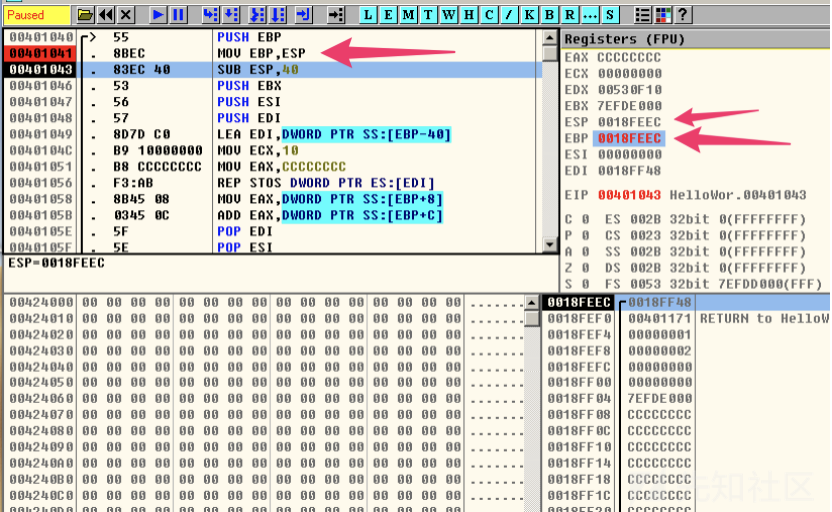 Paused L E M T W H C / K B R ... S ?
00401040 > 55 PUSH EBP
00401041 . 8BEC MOV EBP,ESP
00401043 . 83EC 40 SUB ESP,40
00401046 . 53 PUSH EBX
00401047 . 56 PUSH ESI
00401048 . 57 PUSH EDI
00401049 . 8D7D C0 LEA EDI,DWORD PTR SS:[EBP-40]
0040104C . B9 10000000 MOV ECX,10
00401051 . B8 CCCCCCCC MOV EAX,CCCCCCCC
00401056 . F3:AB REP STOS DWORD PTR ES:[EDI]
00401058 . 8B45 08 MOV EAX,DWORD PTR SS:[EBP+8]
0040105B . 0345 0C ADD EAX,DWORD PTR SS:[EBP+C]
0040105E . 5F POP EDI
0040105F . 5E POP ESI
ESP=0018FEEC
Registers (FPU)
EAX CCCCCCCC
ECX 00000000
EDX 00530F10
EBX 7EFDE000
ESP 0018FEEC
EBP 0018FEEC
ESI 00000000
EDI 0018FF48
EIP 00401043 HelloWor.00401043
C 0 ES 002B 32bit 0(FFFFFFFF)
P 0 CS 0023 32bit 0(FFFFFFFF)
A 0 SS 002B 32bit 0(FFFFFFFF)
Z 0 DS 002B 32bit 0(FFFFFFFF)
S 0 FS 0053 32bit 7EFDD000(FFF)
00424000 00 00 00 00 00 00 00 00 00 00 00 00 00 00 00 00 .......
00424010 00 00 00 00 00 00 00 00 00 00 00 00 00 00 00 00 .......
00424020 00 00 00 00 00 00 00 00 00 00 00 00 00 00 00 00 .......
00424030 00 00 00 00 00 00 00 00 00 00 00 00 00 00 00 00 .......
00424040 00 00 00 00 00 00 00 00 00 00 00 00 00 00 00 00 .......
00424050 00 00 00 00 00 00 00 00 00 00 00 00 00 00 00 00 .......
00424060 00 00 00 00 00 00 00 00 00 00 00 00 00 00 00 00 .......
00424070 00 00 00 00 00 00 00 00 00 00 00 00 00 00 00 00 .......
00424080 00 00 00 00 00 00 00 00 00 00 00 00 00 00 00 00 .......
00424090 00 00 00 00 00 00 00 00 00 00 00 00 00 00 00 00 .......
004240A0 00 00 00 00 00 00 00 00 00 00 00 00 00 00 00 00 .......
004240B0 00 00 00 00 00 00 00 00 00 00 00 00 00 00 00 00 .......
004240C0 00 00 00 00 00 00 00 00 00 00 00 00 00 00 00 00 .......
004240D0 00 00 00 00 00 00 00 00 00 00 00 00 00 00 00 00 .......
0018FEEC 0018FF48
0018FEF0 00401171 RETURN to HelloW
0018FEF4 00000001
0018FEF8 00000002
0018FEFC 00000000
0018FF00 00000000
0018FF04 7EFDE000
0018FF08 CCCCCCCC
0018FF0C CCCCCCCC
0018FF10 CCCCCCCC
0018FF14 CCCCCCCC
0018FF18 CCCCCCCC
0018FF1C CCCCCCCC
0018FF20 CCCCCCCC
先知社区